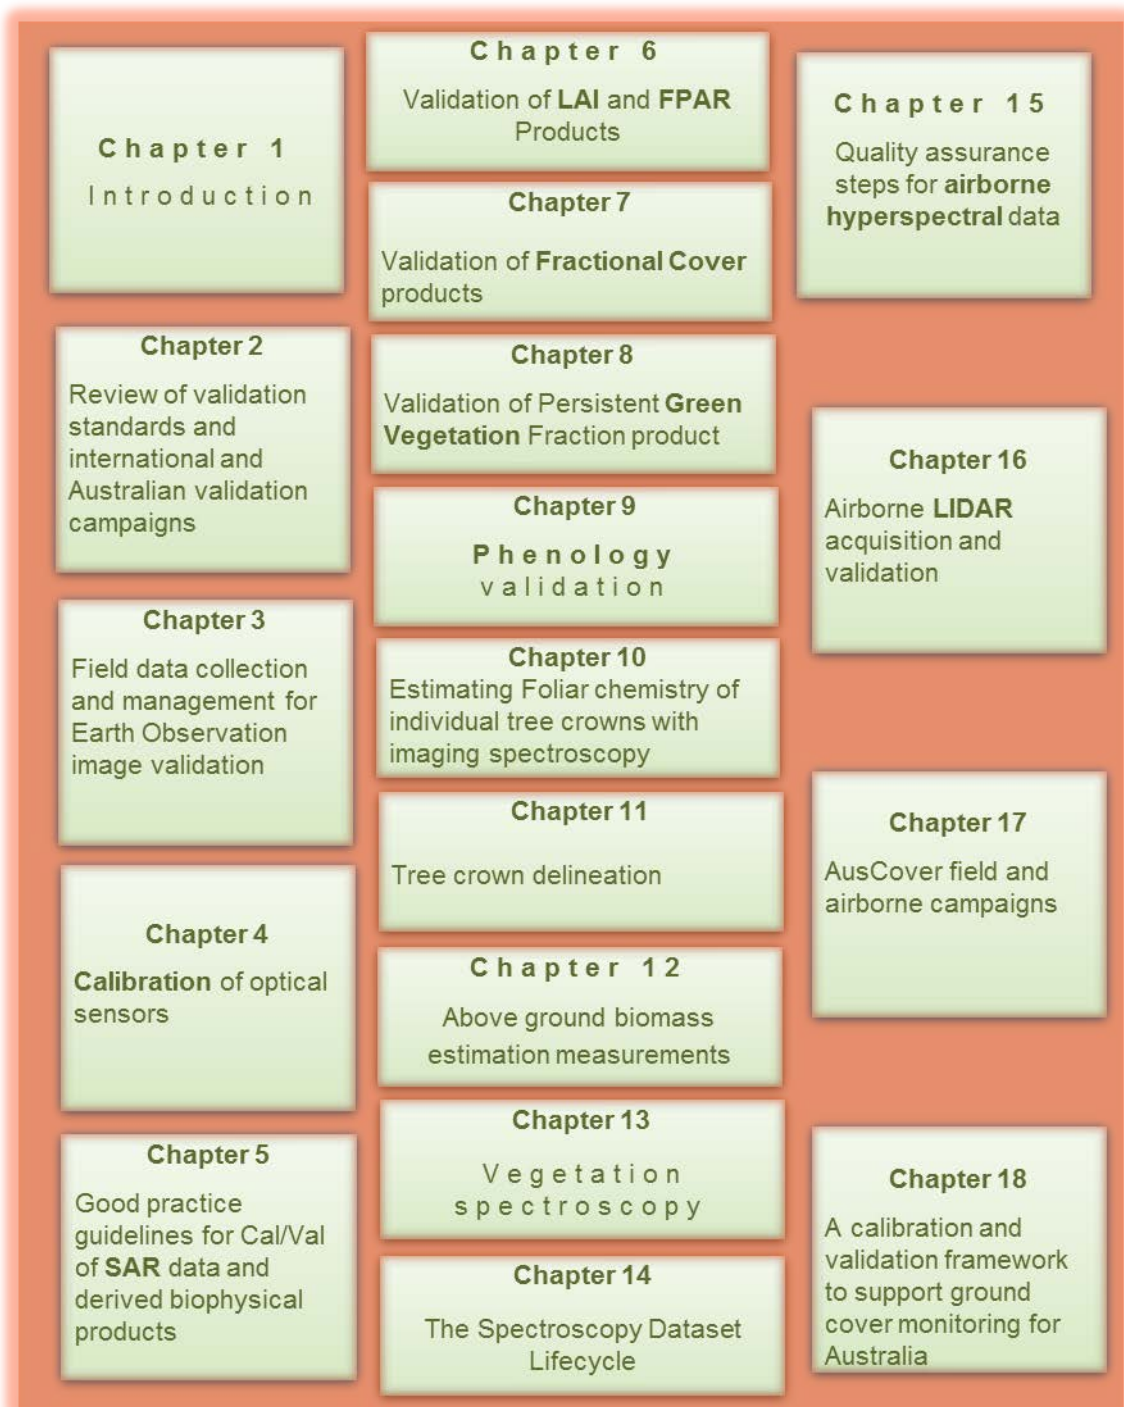 Chapter 1
Introduction
Chapter 2
Review of validation
standards and
international and
Australian validation
campaigns
Chapter 3
Field data collection
and management for
Earth Observation
image validation
Chapter 4
Calibration of optical
sensors
Chapter 5
Good practice
guidelines for Cal/Val
of SAR data and
derived biophysical
products
Chapter 6
Validation of LAI and FPAR
Products
Chapter 7
Validation of Fractional Cover
products
Chapter 8
Validation of Persistent Green
Vegetation Fraction product
Chapter 9
Phenology
validation
Chapter 10
Estimating Foliar chemistry of
individual tree crowns with
imaging spectroscopy
Chapter 11
Tree crown delineation
Chapter 12
Above ground biomass
estimation measurements
Chapter 13
Vegetation
spectroscopy
Chapter 14
The Spectroscopy Dataset
Lifecycle
Chapter 15
Quality assurance
steps for airborne
hyperspectral data
Chapter 16
Airborne LIDAR
acquisition and
validation
Chapter 17
AusCover field and
airborne campaigns
Chapter 18
A calibration and
validation framework
to support ground
cover monitoring for
Australia